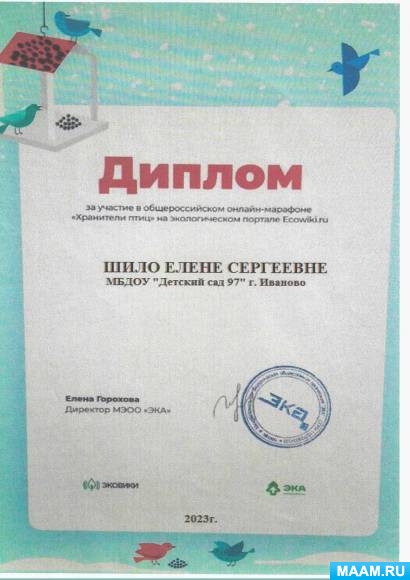 Диплом
за участие в общероссийском онлайн-марафоне
«Хранители птиц» на экологическом портале Ecowiki.ru
ШИЛО ЕЛЕНЕ СЕРГЕЕВНЕ
МБДОУ "Детский сад 97" г. Иваново
Елена Горохова
Директор МЭОО «ЭКА»
ЭКА
ЭКОВИКИ
ЭКА
2023г.
MAAM.RU